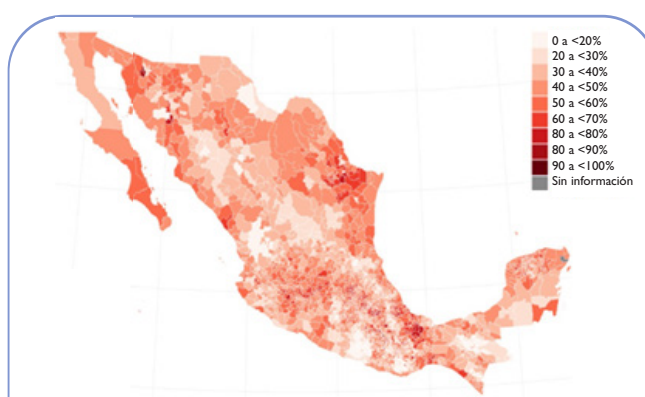 0 a <20%
20 a <30%
30 a <40%
40 a <50%
50 a <60%
60 a <70%
80 a <80%
80 a <90%
90 a <100%
Sin información